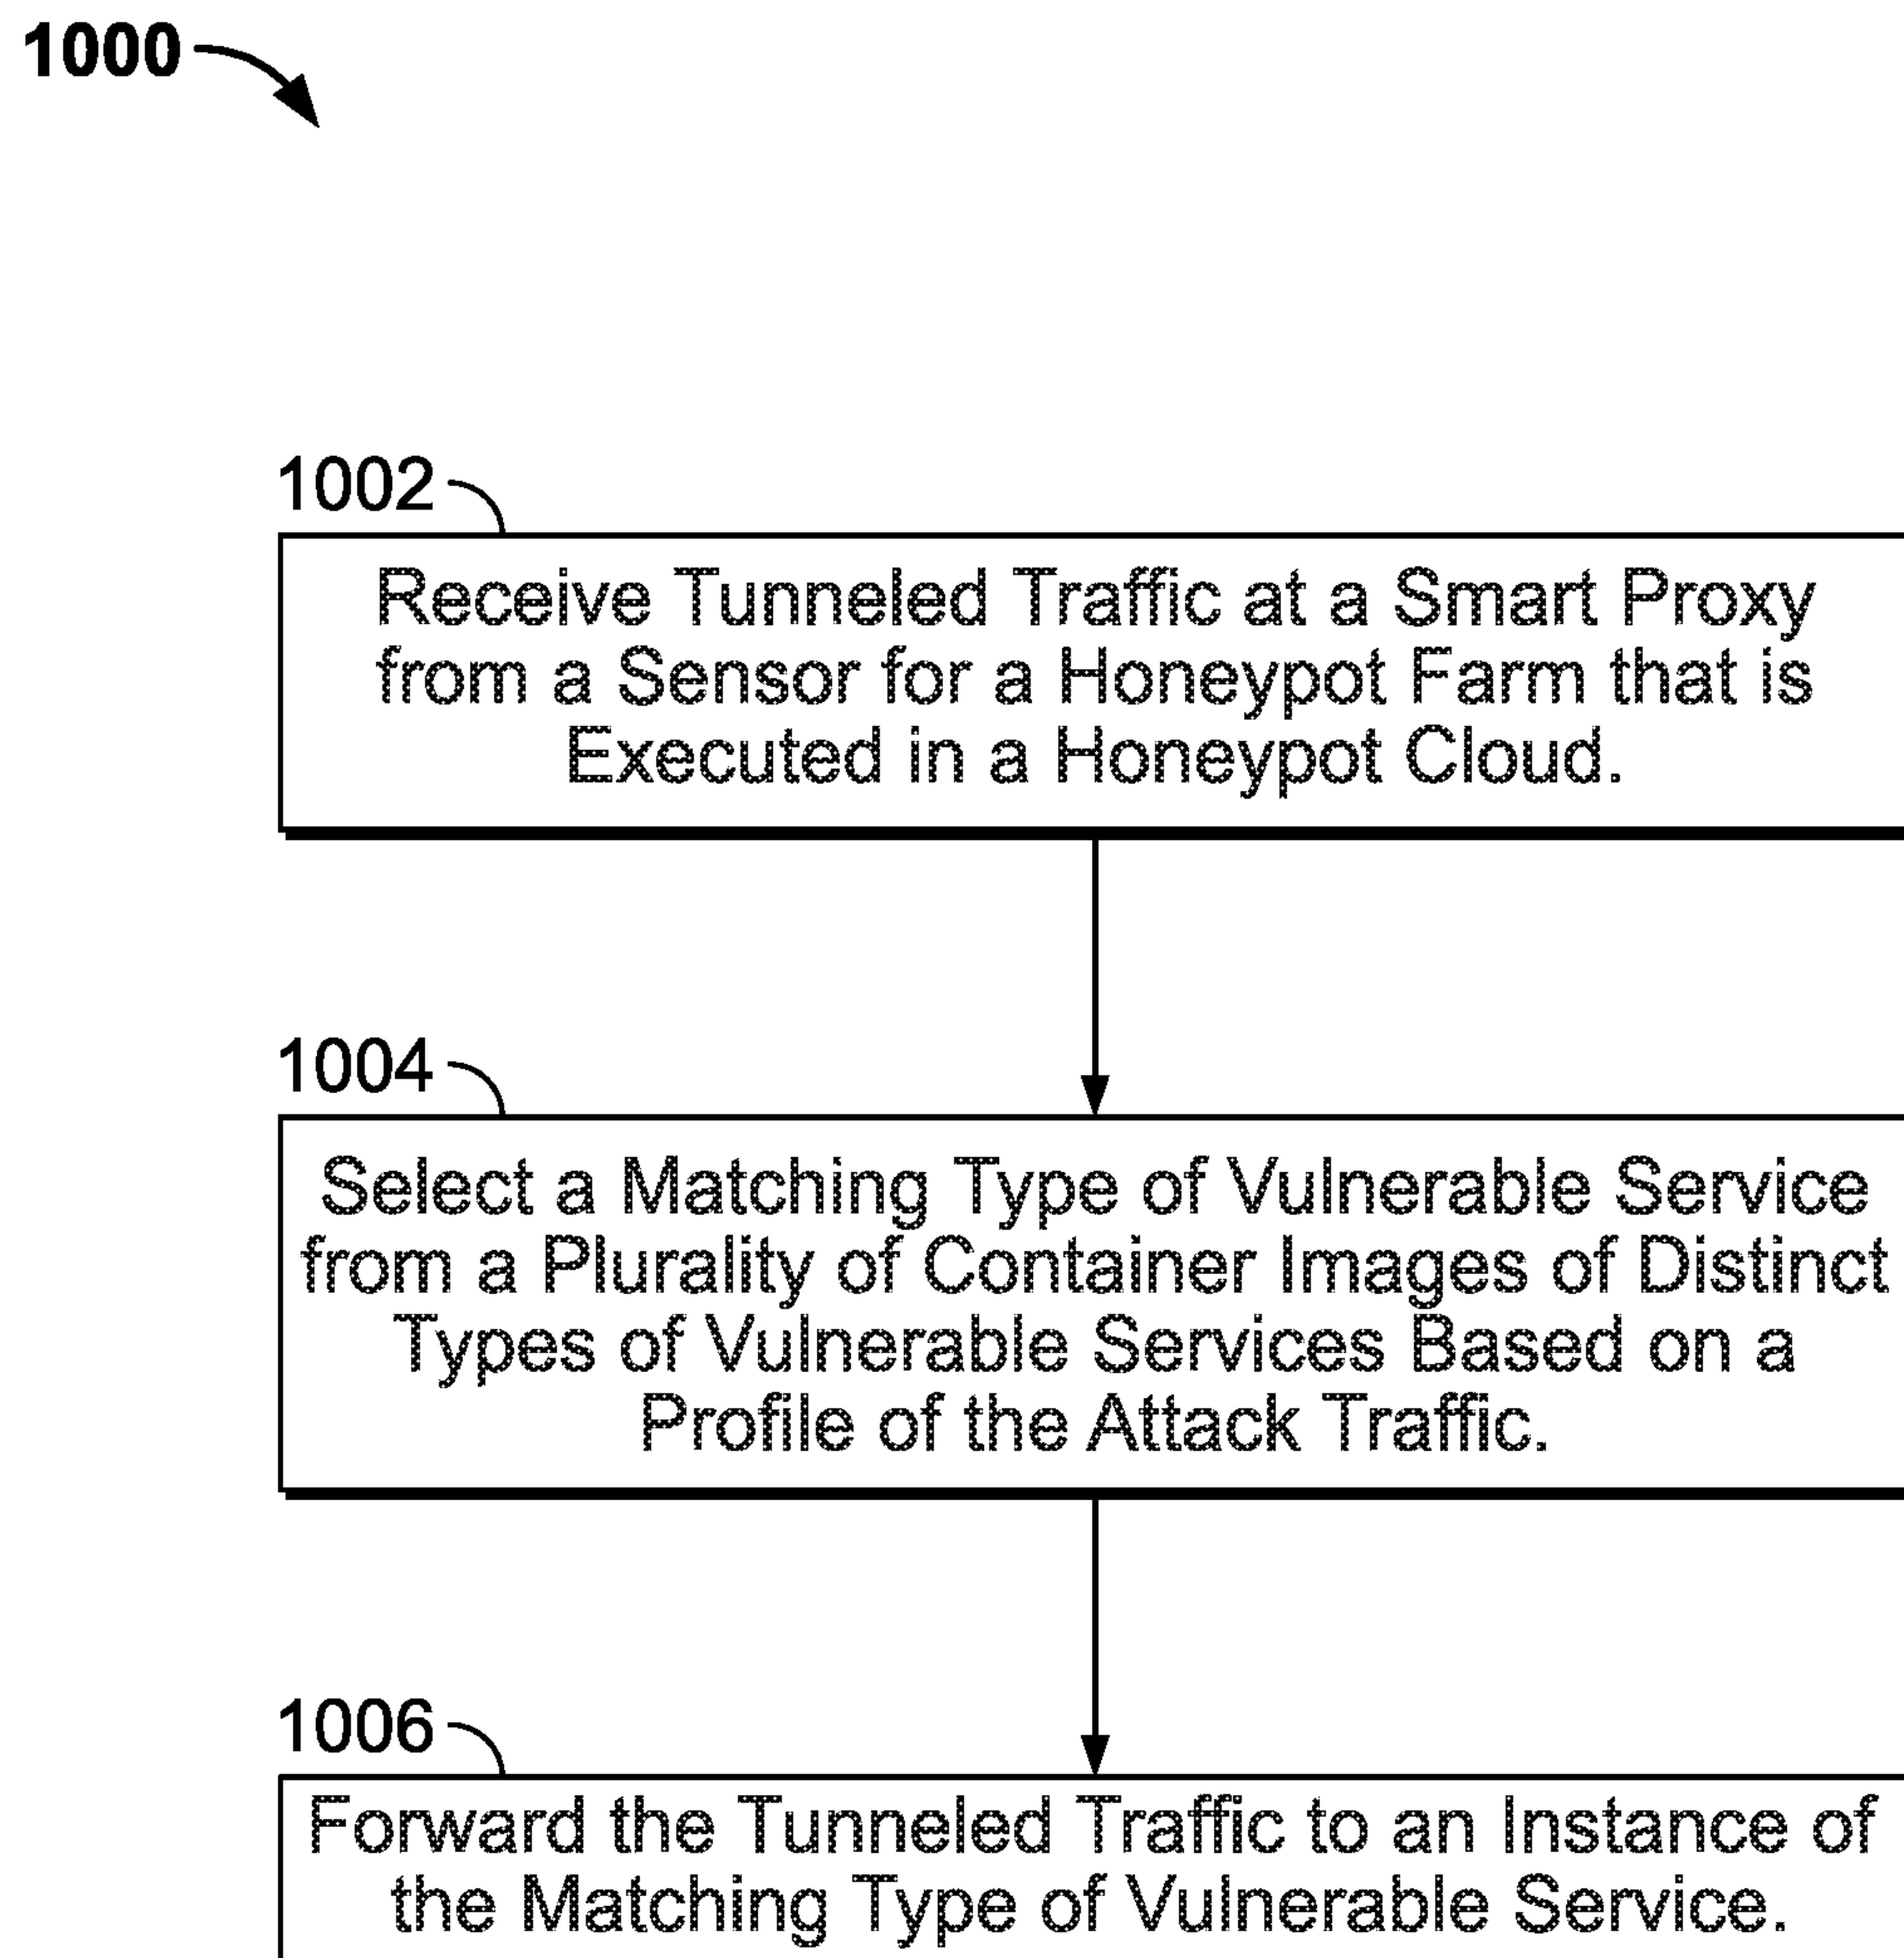 1000
1002
Receive Tunneled Traffic at a Smart Proxy
from a Sensor for a Honeypot Farm that is
Executed in a Honeypot Cloud.
1004
Select a Matching Type of Vulnerable Service
from a Plurality of Container Images of Distinct
Types of Vulnerable Services Based on a
Profile of the Attack Traffic.
1006
Forward the Tunneled Traffic to an Instance of
the Matching Type of Vulnerable Service.